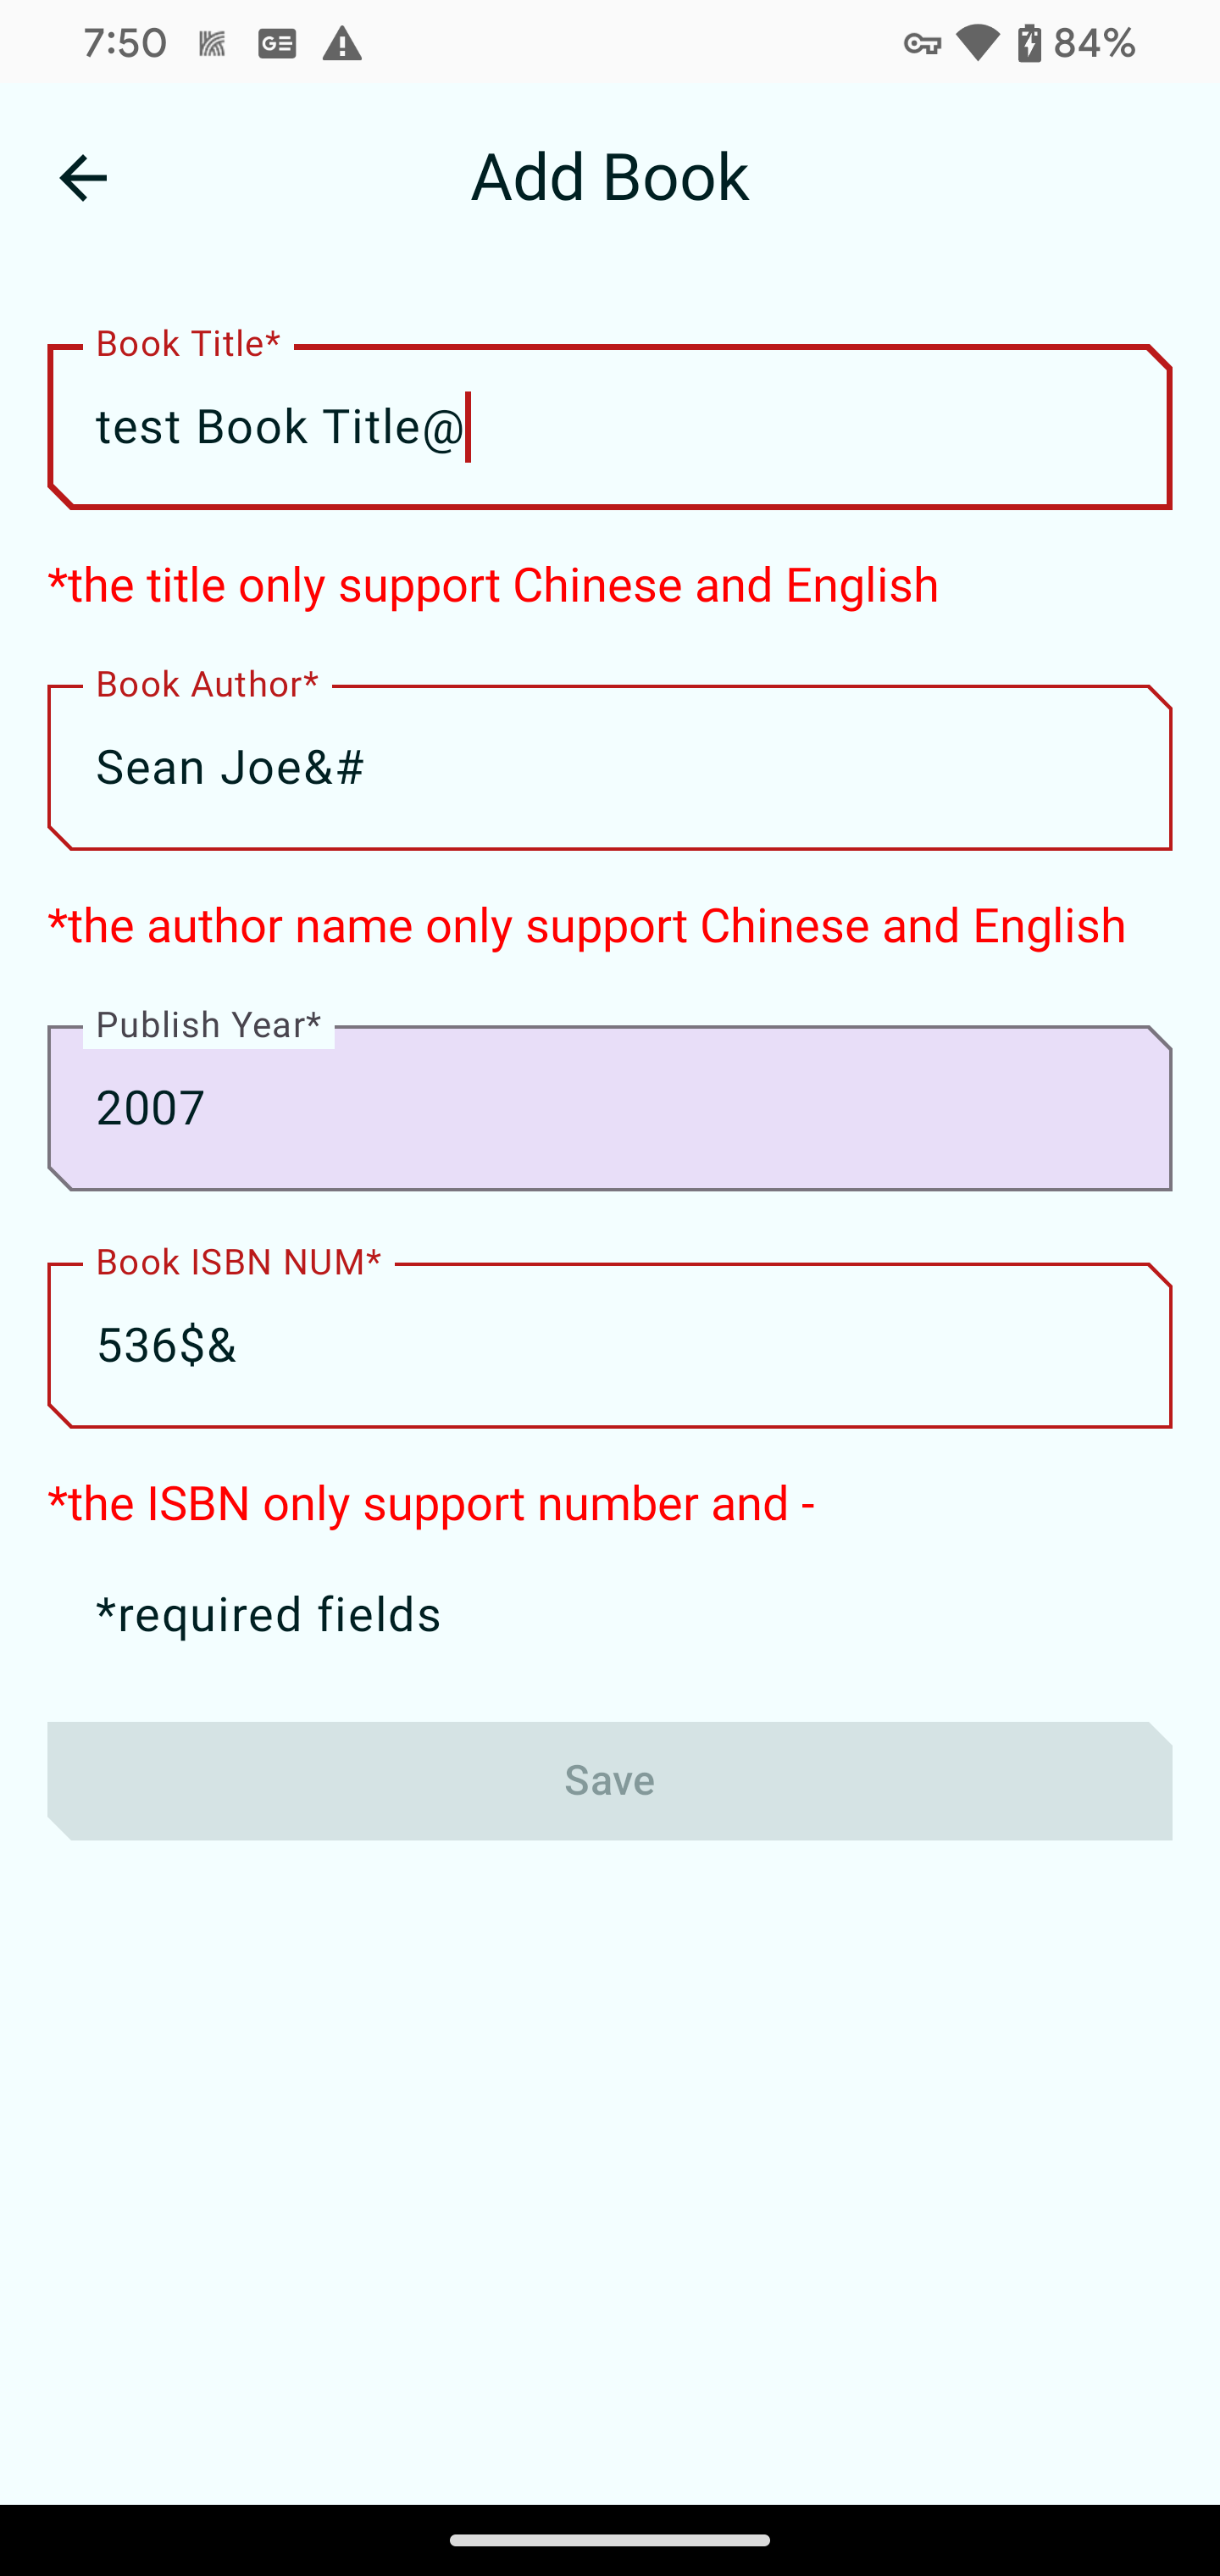 7:50 GE 84%
Add Book
Book Title*
test Book Title@
*the title only support Chinese and English
Book Author*
Sean Joe&#
*the author name only support Chinese and English
Publish Year*
2007
Book ISBN NUM*
536$&
*the ISBN only support number and -
*required fields
Save